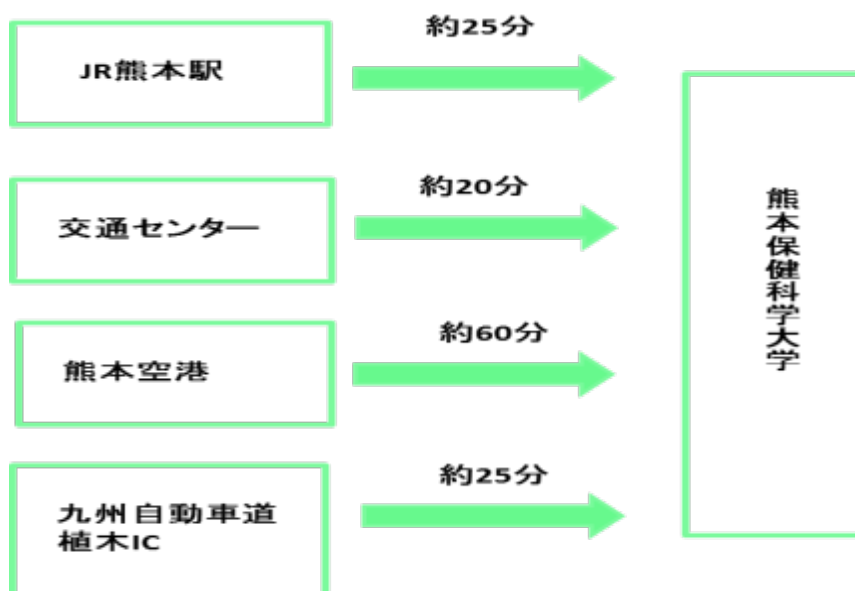 約25分
JR熊本駅
約20分
交通センター
約60分
熊本空港
約25分
九州自動車道
植木IC
熊本保健科学大学